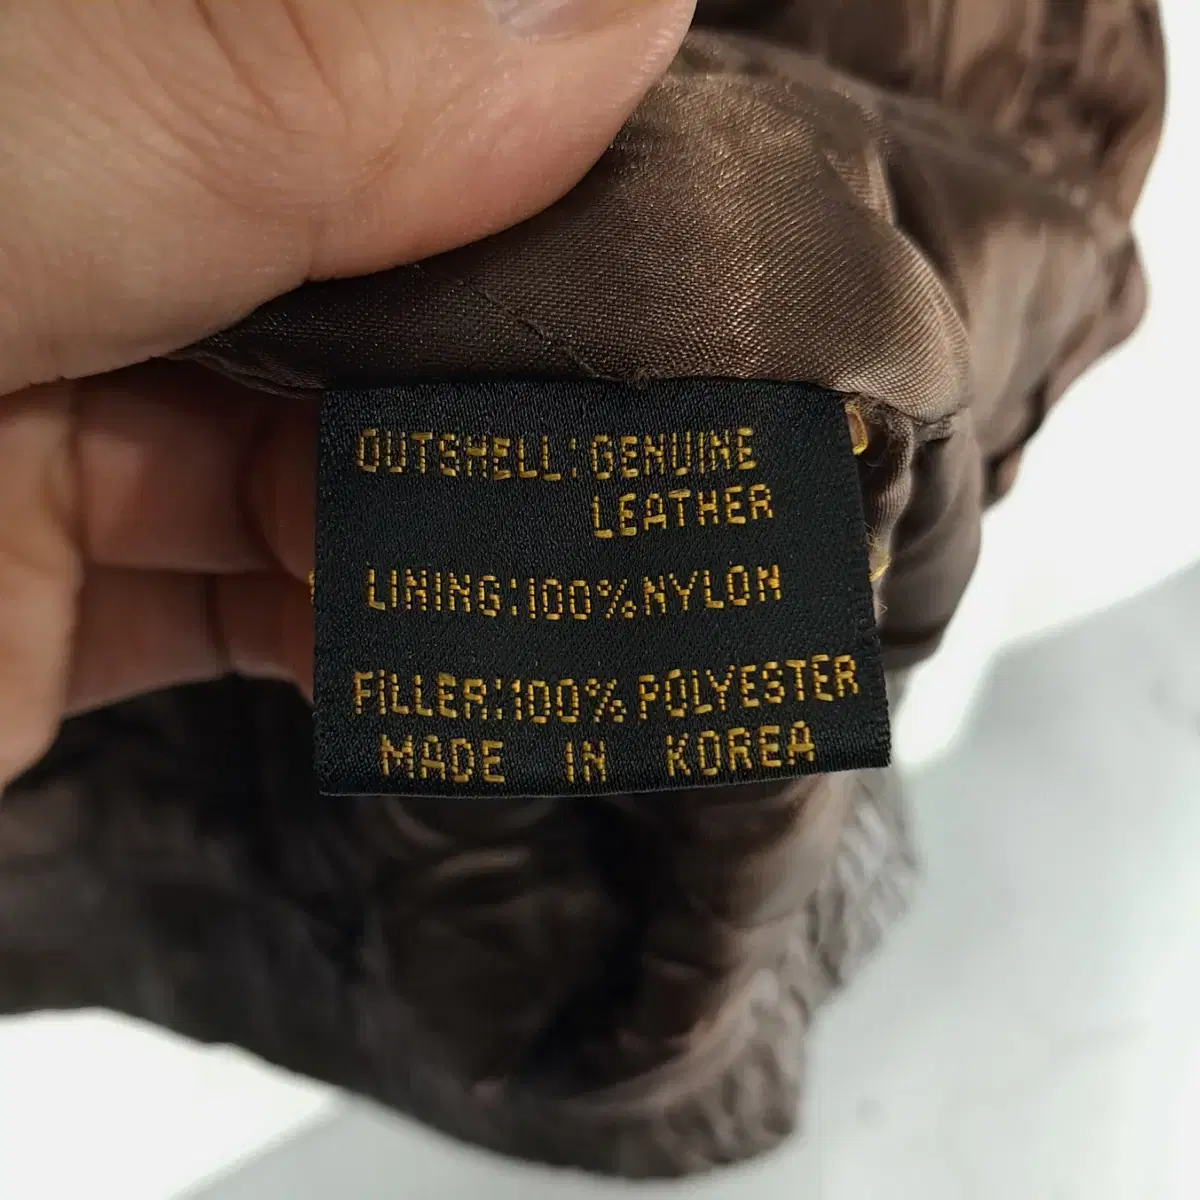 OUTSHELL:GENUINE
LEATHER
LINING:100%NYLON
FILLER:100%POLYESTER
MADE IN KOREA